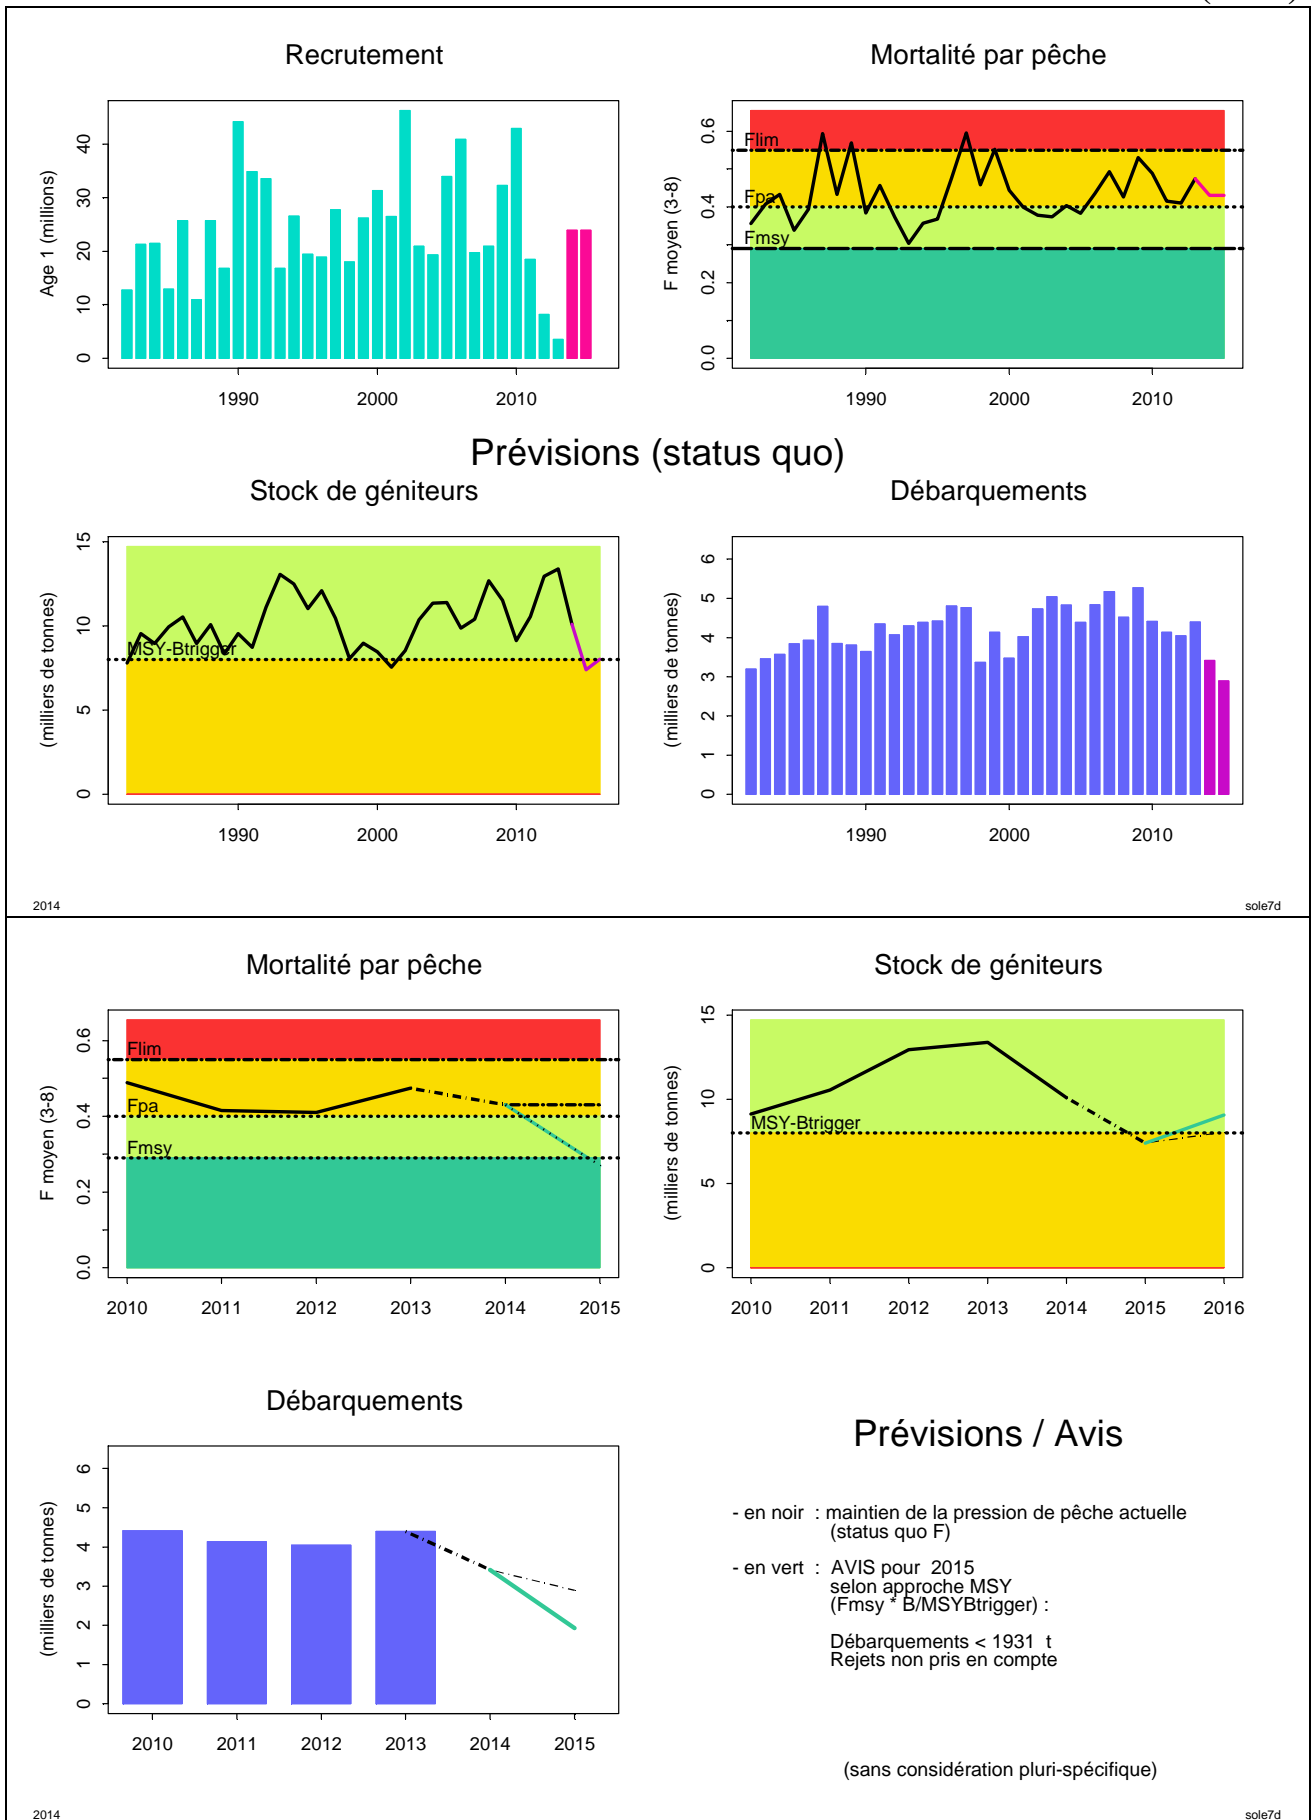 Recrutement
Age 1 (millions)
0 10 20 30 40
1990 2000 2010
Mortalité par pêche
F moyen (3-8)
0.0 0.2 0.4 0.6
Flim
Fpa
Fmsy
1990 2000 2010
Prévisions (status quo)
Stock de géniteurs
(milliers de tonnes)
0 5 10 15
MSY-Btrigger
1990 2000 2010
Débarquements
(milliers de tonnes)
0 1 2 3 4 5 6
1990 2000 2010
2014
sole7d
Mortalité par pêche
F moyen (3-8)
0.0 0.2 0.4 0.6
Flim
Fpa
Fmsy
2010 2011 2012 2013 2014 2015
Stock de géniteurs
(milliers de tonnes)
0 5 10 15
MSY-Btrigger
2010 2011 2012 2013 2014 2015 2016
Débarquements
(milliers de tonnes)
0 1 2 3 4 5 6
2010 2011 2012 2013 2014 2015
Prévisions / Avis
- en noir : maintien de la pression de pêche actuelle
(status quo F)
- en vert : AVIS pour 2015
selon approche MSY
(Fmsy * B/MSYBtrigger) :
Débarquements < 1931 t
Rejets non pris en compte
(sans considération pluri-spécifique)
2014
sole7d